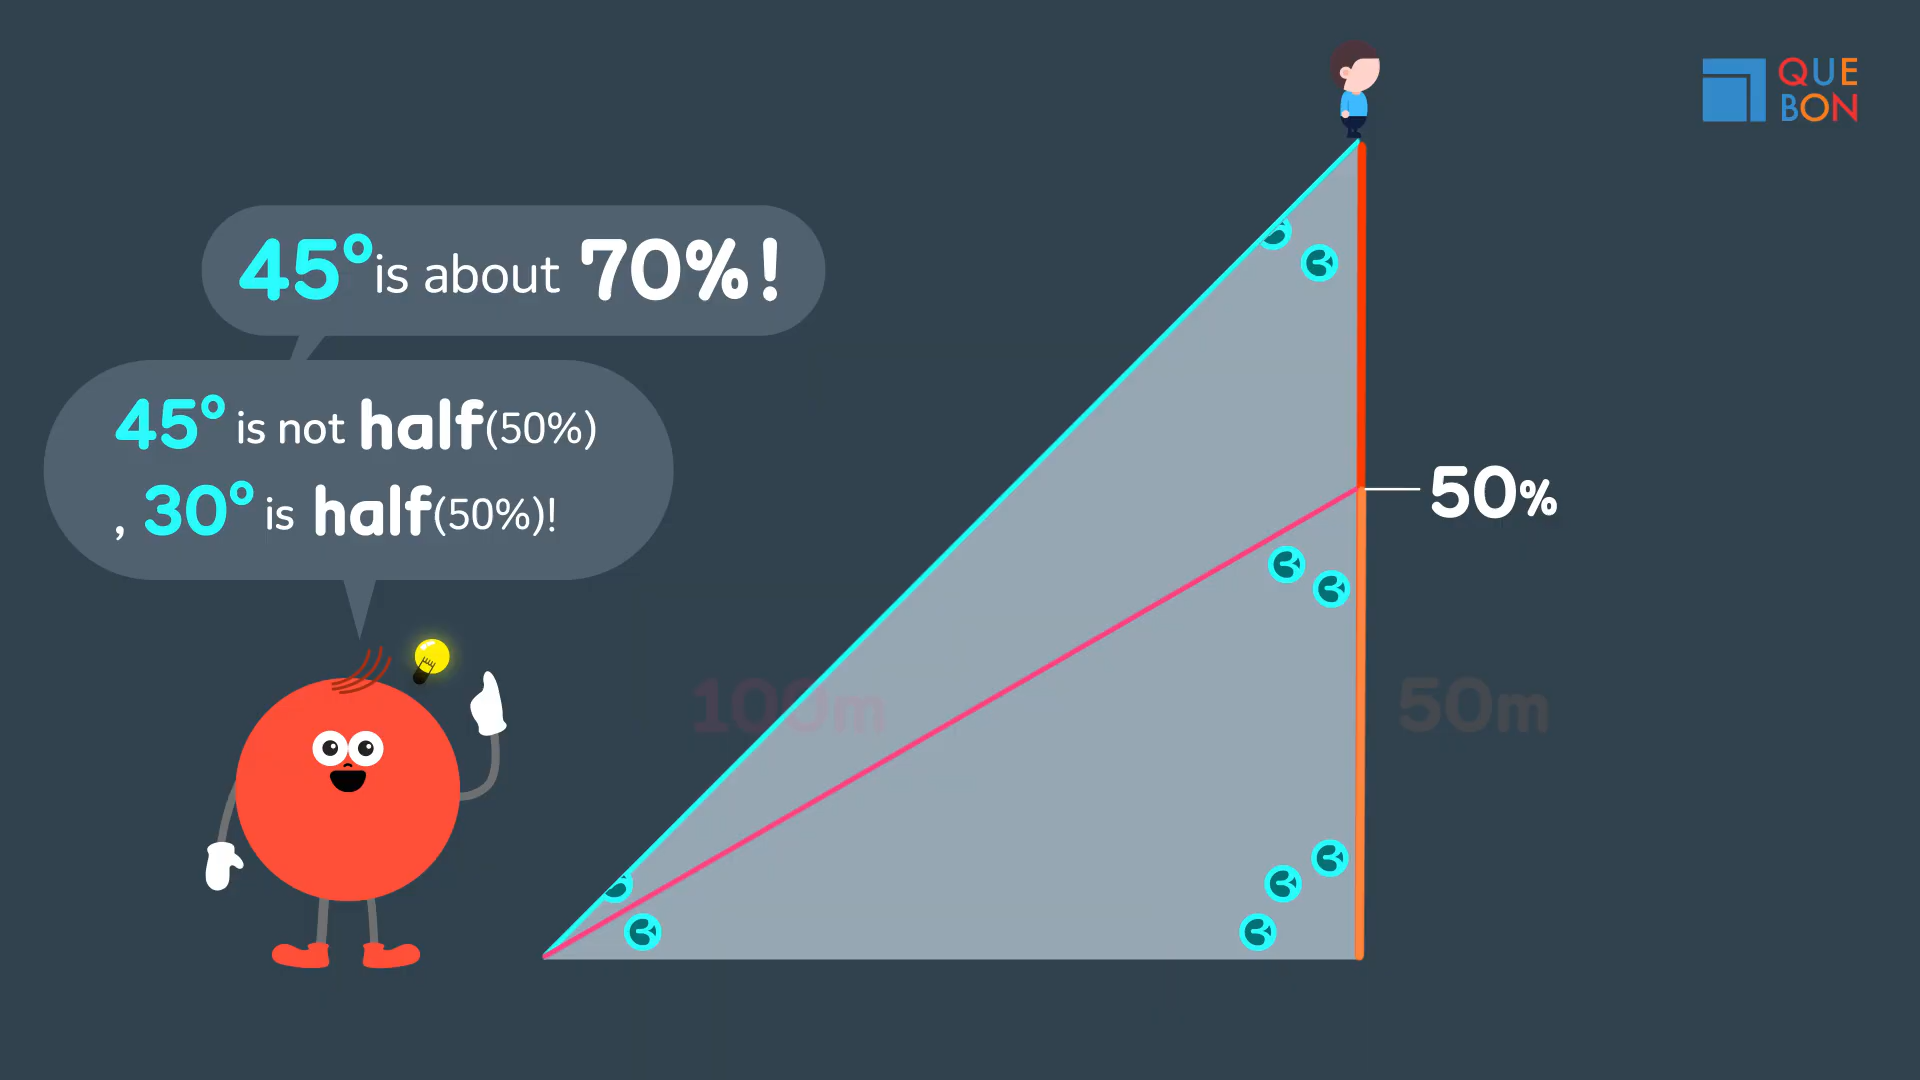 QUE
BON
45° is about 70%!
45° is not half(50%)
, 30° is half(50%)!
50%
100m
50m